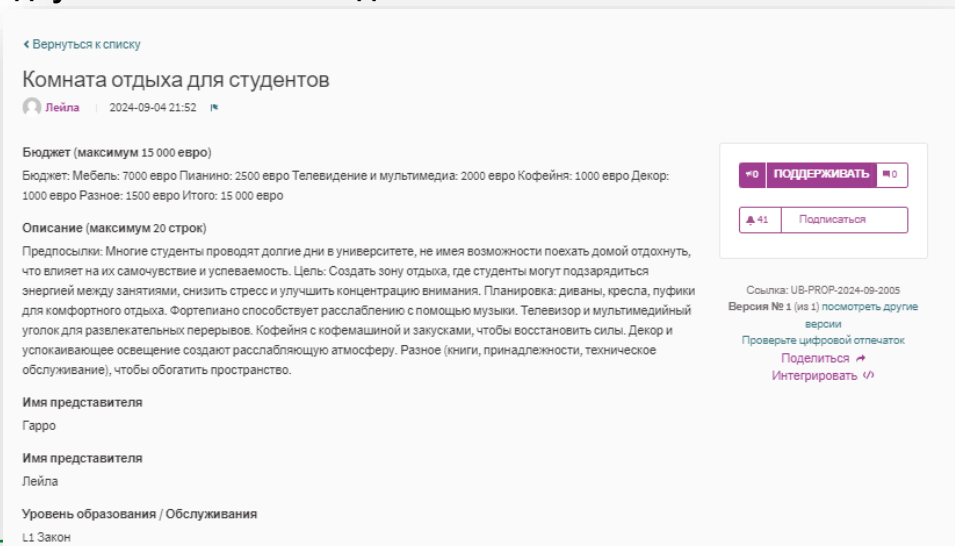 Вернуться к списку
Комната отдыха для студентов
Лейла 2024-09-04 21:52
Бюджет (максимум 15 000 евро)
Бюджет: Мебель: 7000 евро Пианино: 2500 евро Телевидение и мультимедиа: 2000 евро Кофейня: 1000 евро Декор:
1000 евро Разное: 1500 евро Итого: 15 000 евро
Описание (максимум 20 строк)
Предпосылки: Многие студенты проводят долгие дни в университете, не имея возможности поехать домой отдохнуть,
что влияет на их самочувствие и успеваемость. Цель: Создать зону отдыха, где студенты могут подзарядиться
энергией между занятиями, снизить стресс и улучшить концентрацию внимания. Планировка: диваны, кресла, пуфики
для комфортного отдыха. Фортепиано способствует расслаблению с помощью музыки. Телевизор и мультимедийный
уголок для развлекательных перерывов. Кофейня с кофемашиной и закусками, чтобы восстановить силы. Декор и
успокаивающее освещение создают расслабляющую атмосферу. Разное (книги, принадлежности, техническое
обслуживание), чтобы обогатить пространство.
Имя представителя
Гарро
Имя представителя
Лейла
Уровень образования / Обслуживания
L1 Закон
0 ПОДДЕРЖИВАТЬ 0
41 Подписаться
Ссылка: UB-PROP-2024-09-2005
Версия № 1 (из 1) посмотреть другие
версии
Проверьте цифровой отпечаток
Поделиться
Интегрировать